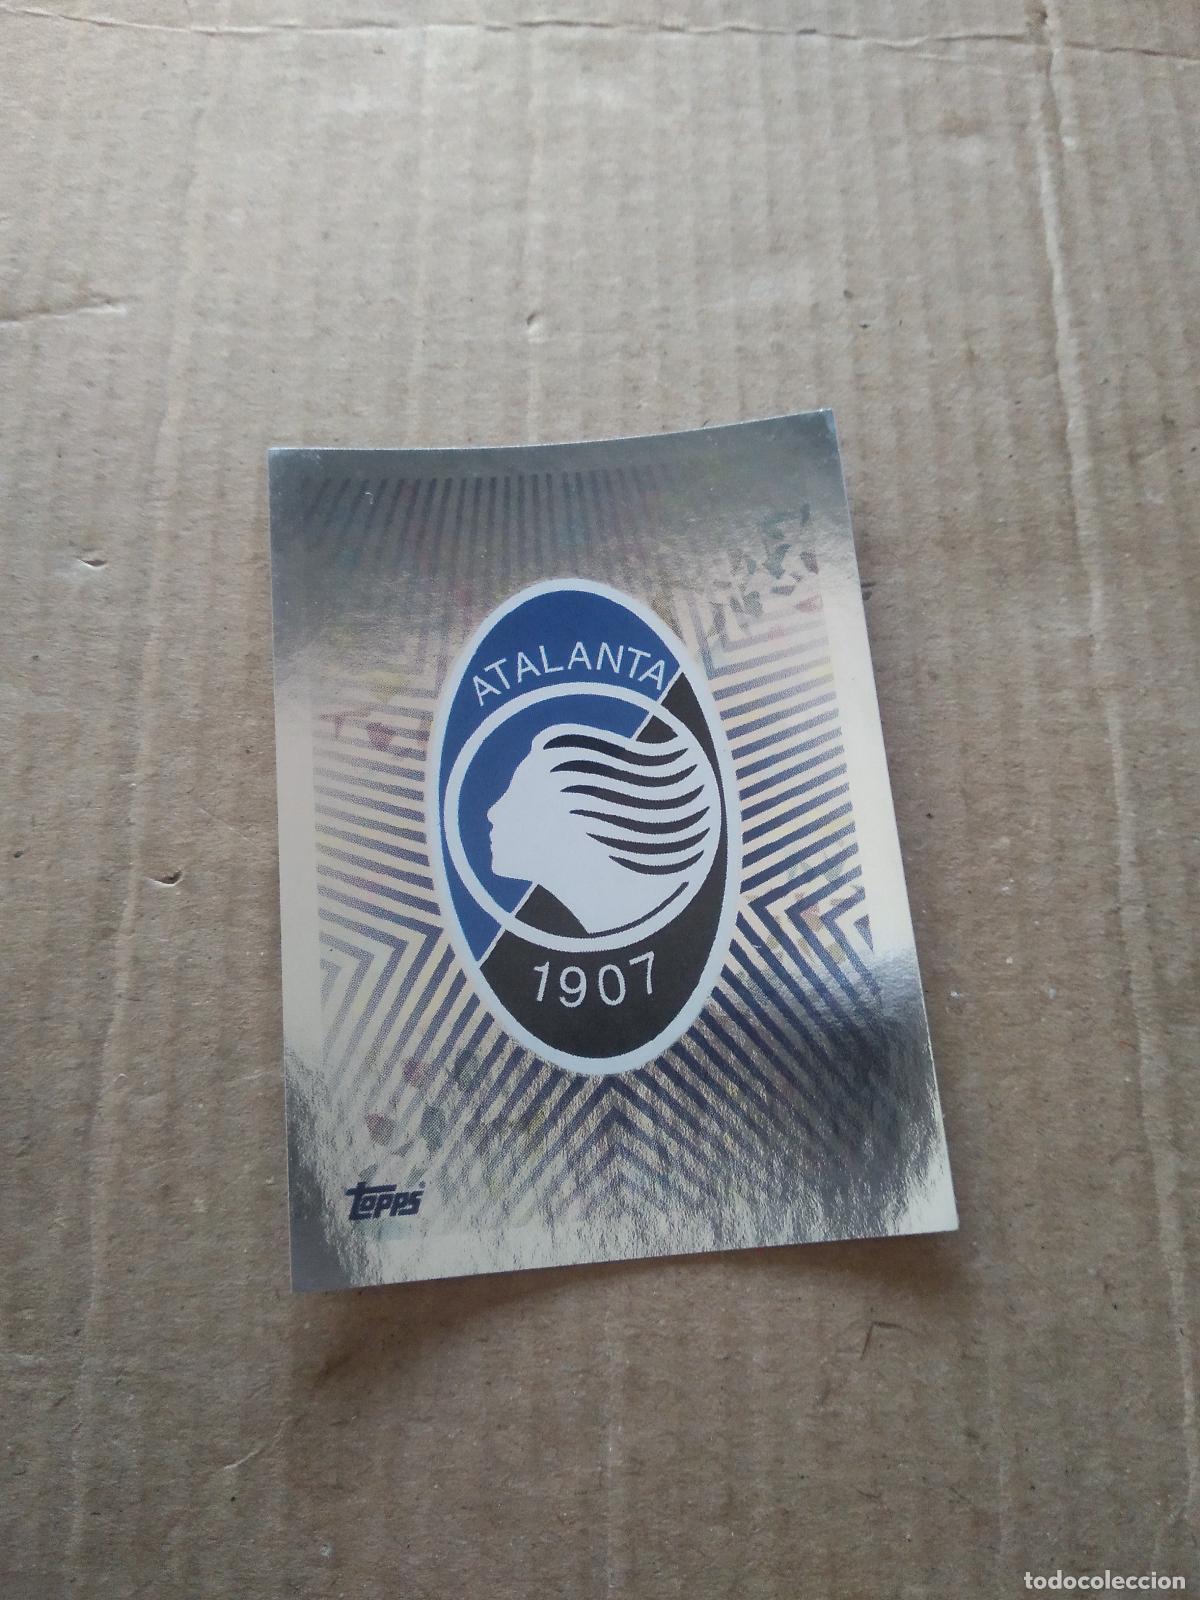 ATALANTA
1907
topps
todocoleccion